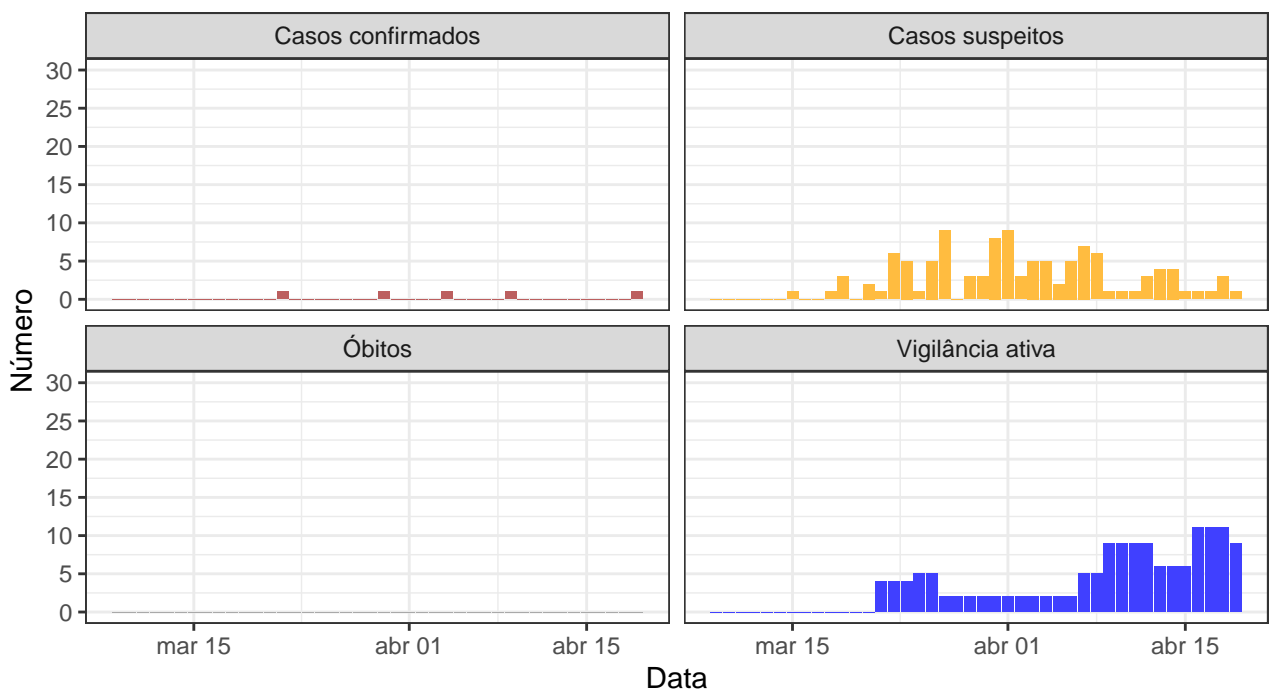 Casos confirmados
Casos suspeitos
30
25
20
15
10
5
0
Óbitos
Vigilância ativa
30
25
20
15
10
5
0
Número
mar 15
abr 01
abr 15
mar 15
abr 01
abr 15
Data